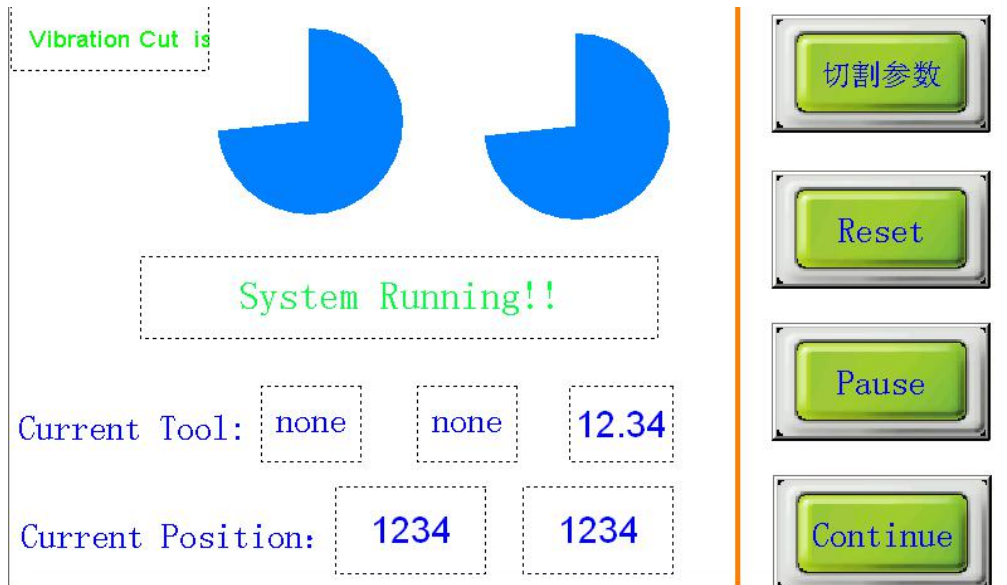 Vibration Cut is
System Running!!
Current Tool: none none 12.34
Current Position: 1234 1234
切割参数
Reset
Pause
Continue